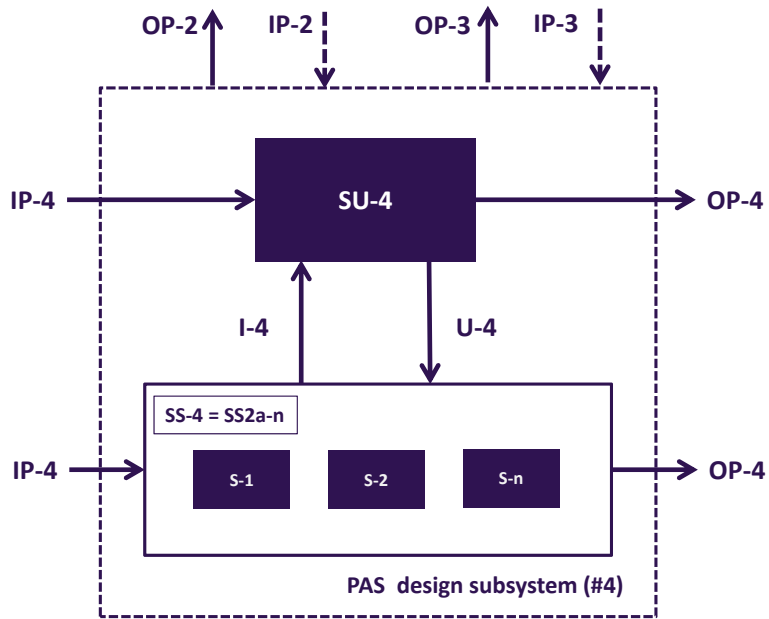 OP-2
IP-2
OP-3
IP-3
IP-4
SU-4
OP-4
I-4
U-4
SS-4 = SS2a-n
IP-4
S-1
S-2
S-n
OP-4
PAS design subsystem (#4)